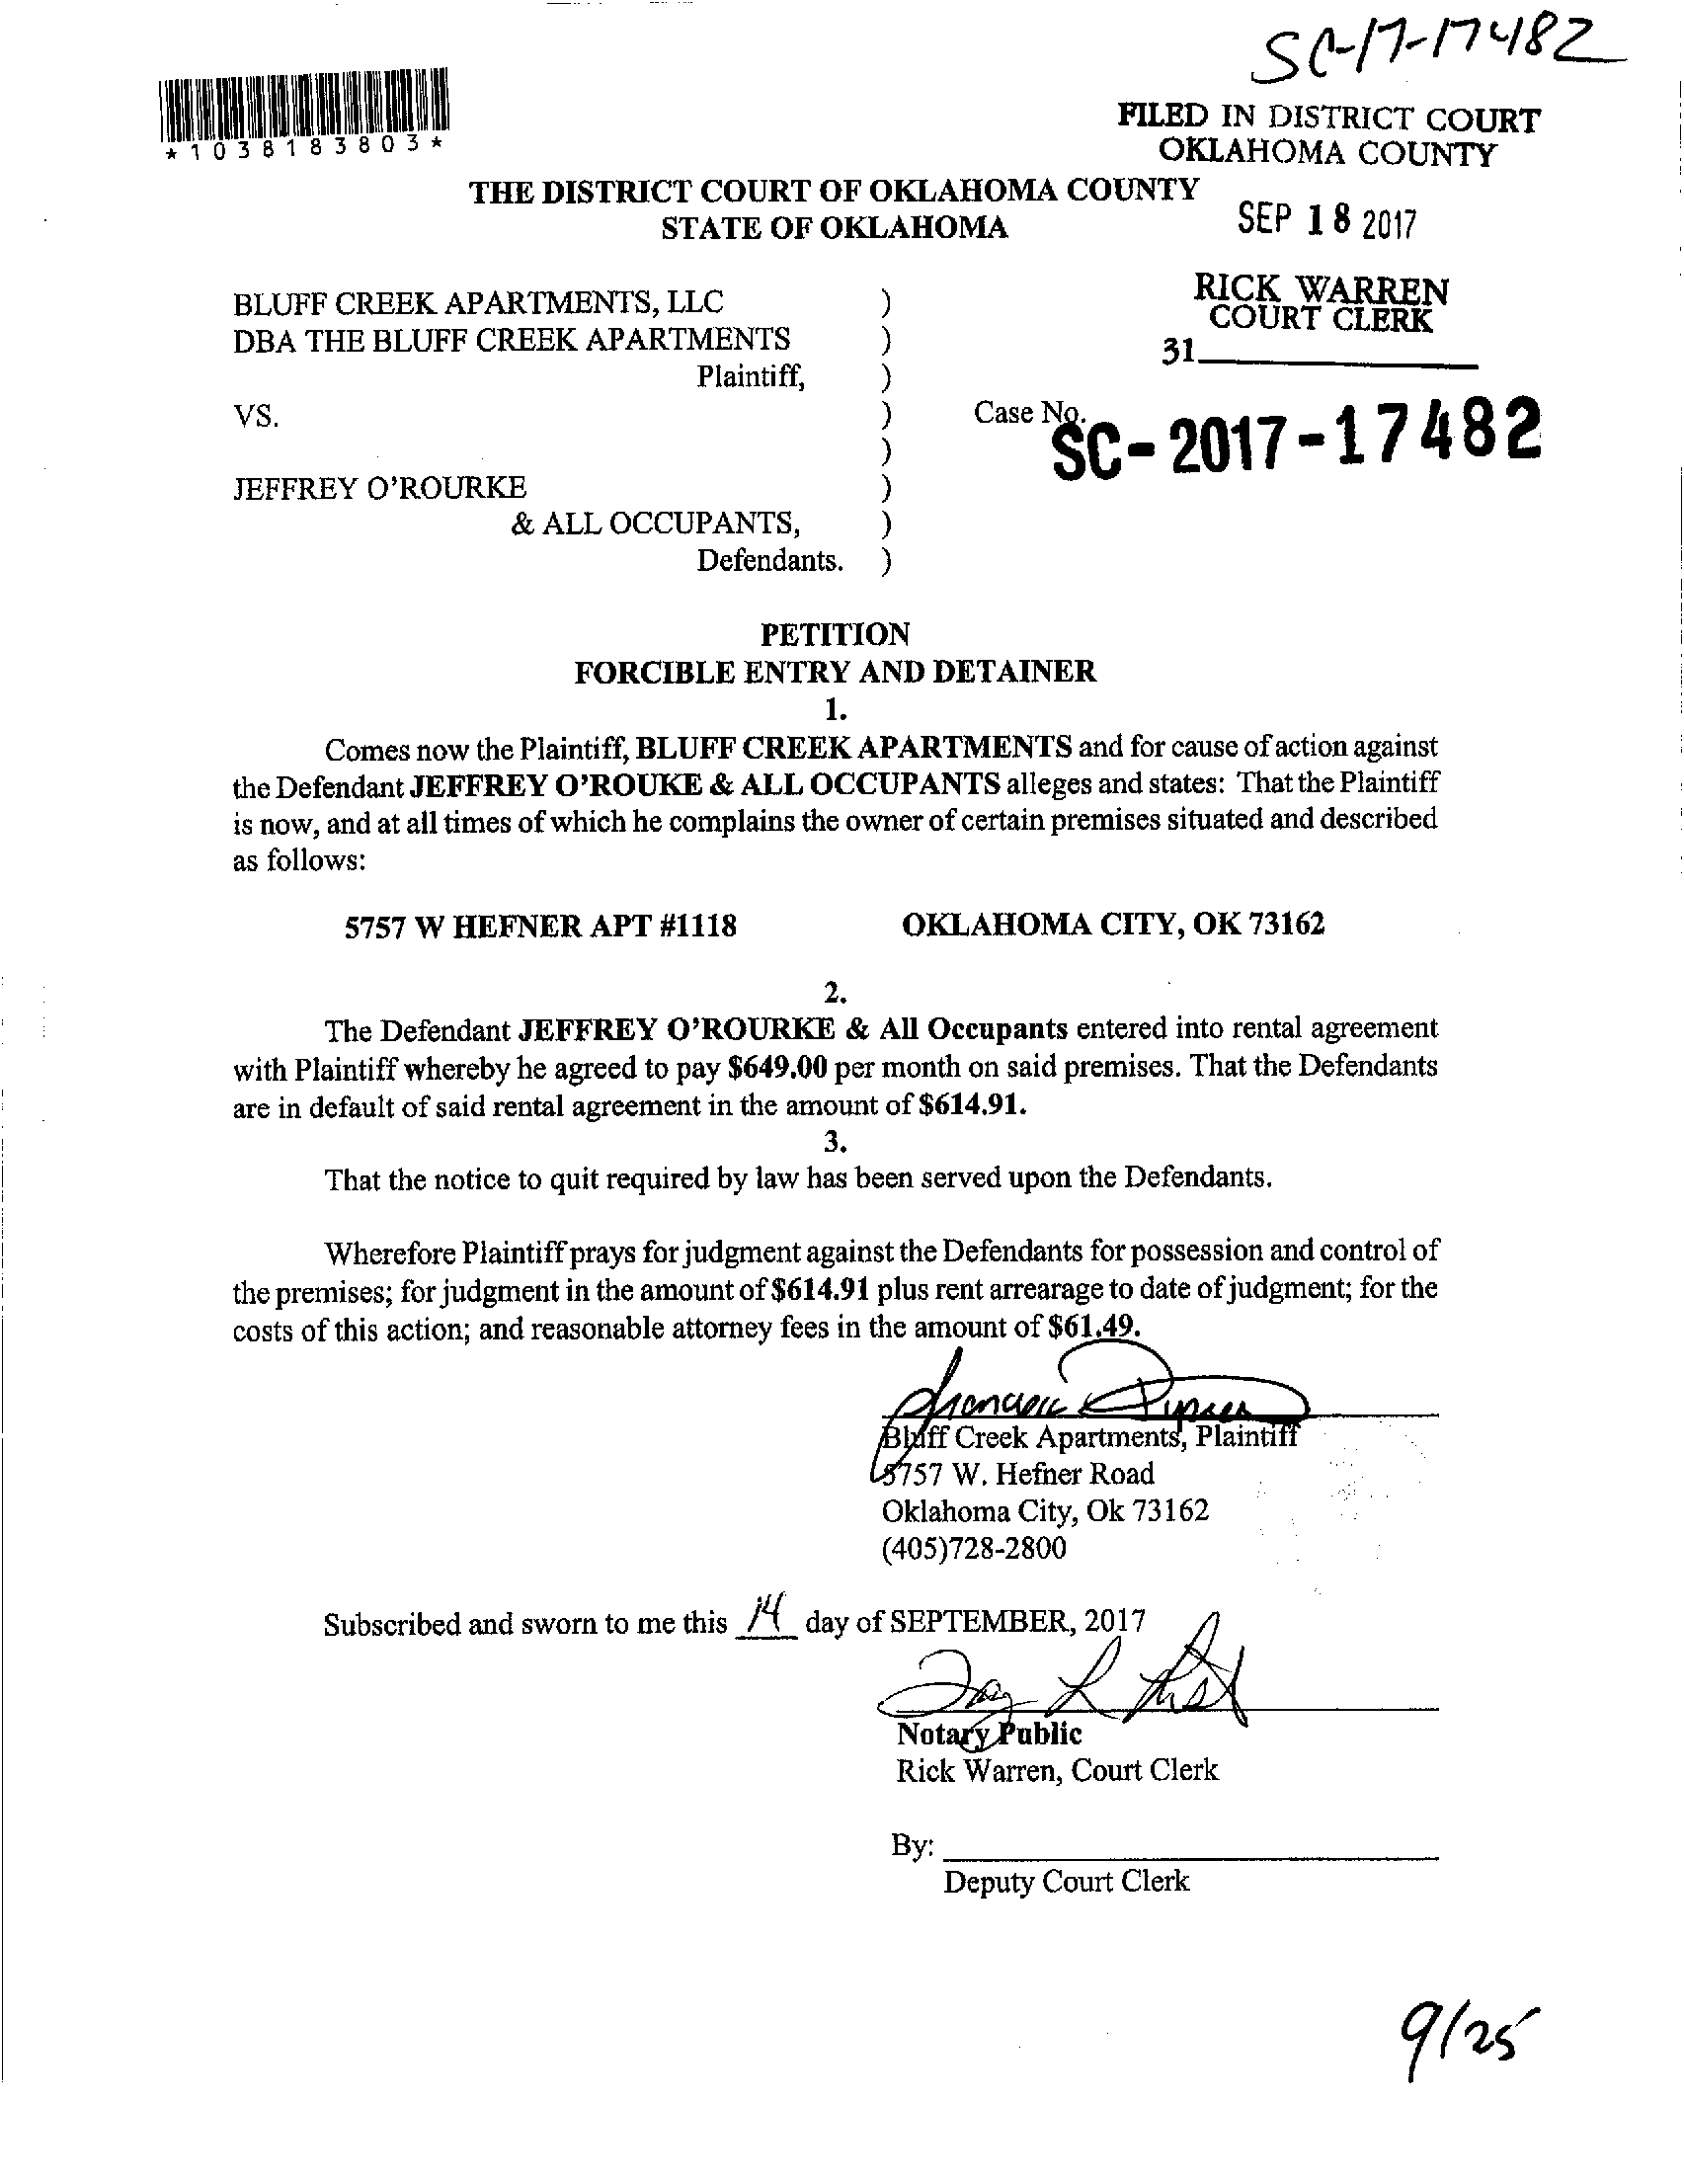 SC-17-17482
*1038183803*
FILED IN DISTRICT COURT
OKLAHOMA COUNTY
THE DISTRICT COURT OF OKLAHOMA COUNTY
STATE OF OKLAHOMA
SEP 18 2017
RICK WARREN
COURT CLERK
31
BLUFF CREEK APARTMENTS, LLC )
DBA THE BLUFF CREEK APARTMENTS )
Plaintiff, )
VS. ) Case No.
) SC-2017-17482
JEFFREY O'ROURKE )
& ALL OCCUPANTS, )
Defendants. )
PETITION
FORCIBLE ENTRY AND DETAINER
1.
Comes now the Plaintiff, BLUFF CREEK APARTMENTS and for cause of action against
the Defendant JEFFREY O'ROUKE & ALL OCCUPANTS alleges and states: That the Plaintiff
is now, and at all times of which he complains the owner of certain premises situated and described
as follows:
5757 W HEFNER APT #1118 OKLAHOMA CITY, OK 73162
2.
The Defendant JEFFREY O'ROURKE & All Occupants entered into rental agreement
with Plaintiff whereby he agreed to pay $649.00 per month on said premises. That the Defendants
are in default of said rental agreement in the amount of $614.91.
3.
That the notice to quit required by law has been served upon the Defendants.
Wherefore Plaintiff prays for judgment against the Defendants for possession and control of
the premises; for judgment in the amount of $614.91 plus rent arrearage to date of judgment; for the
costs of this action; and reasonable attorney fees in the amount of $61.49.
Bluff Creek Apartments, Plaintiff
5757 W. Hefner Road
Oklahoma City, Ok 73162
(405)728-2800
Subscribed and sworn to me this 14 day of SEPTEMBER, 2017
Notary Public
Rick Warren, Court Clerk
By:
Deputy Court Clerk
9/25